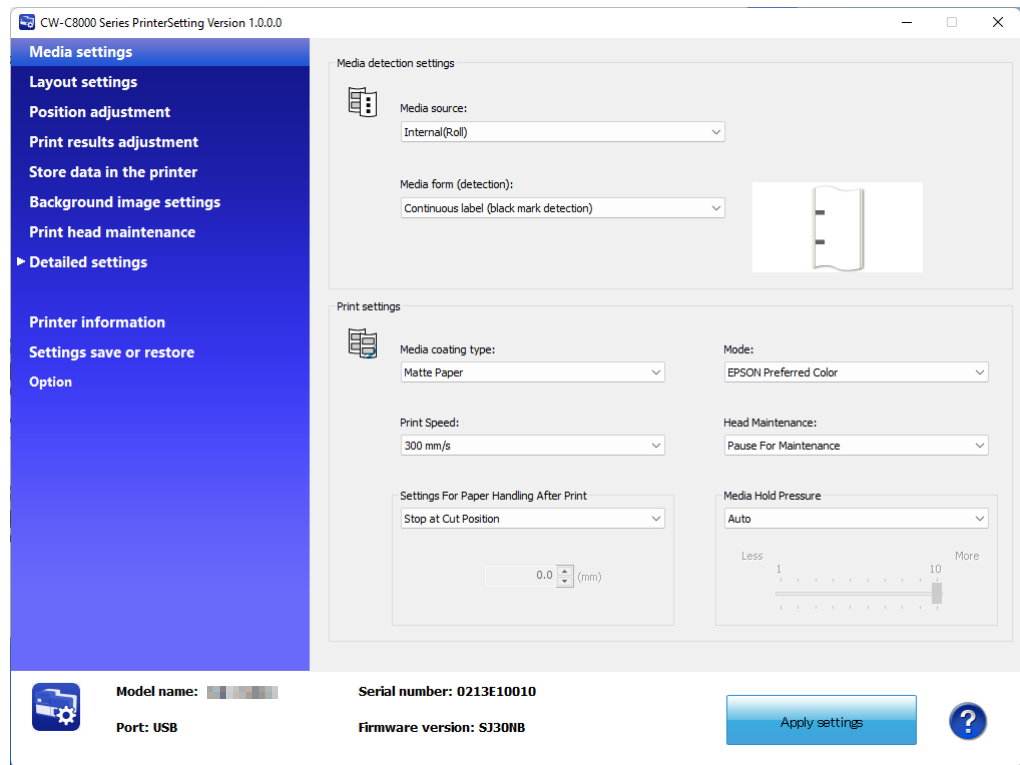 CW-C8000 Series PrinterSetting Version 1.0.0.0
Media settings
Layout settings
Position adjustment
Print results adjustment
Store data in the printer
Background image settings
Print head maintenance
Detailed settings
Printer information
Settings save or restore
Option
Media detection settings
Media source:
Internal(Roll)
Media form (detection):
Continuous label (black mark detection)
Print settings
Media coating type:
Matte Paper
Mode:
EPSON Preferred Color
Print Speed:
300 mm/s
Head Maintenance:
Pause For Maintenance
Settings For Paper Handling After Print
Stop at Cut Position
0.0 (mm)
Media Hold Pressure
Auto
Less More
1 10
Model name:
Serial number: 0213E10010
Port: USB
Firmware version: SJ30NB
Apply settings
?